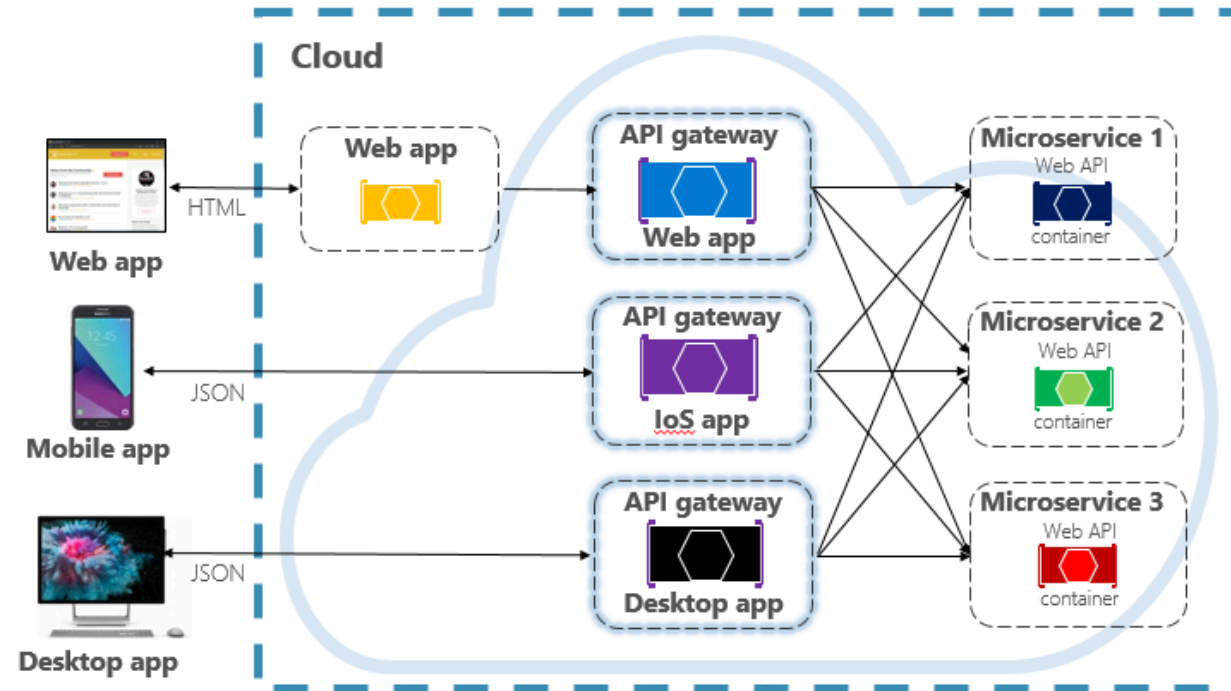 Cloud
Web app
HTML
Web app
API gateway
Web app
Microservice 1
Web API
container
12:45
Mobile app
JSON
API gateway
IoS app
Microservice 2
Web API
container
Desktop app
JSON
API gateway
Desktop app
Microservice 3
Web API
container